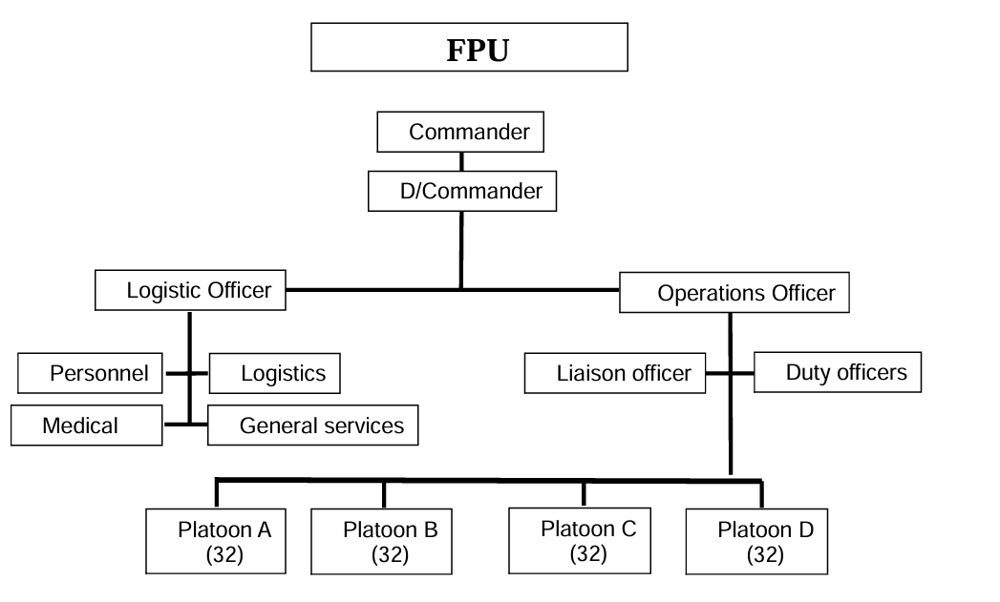 FPU
Commander
D/Commander
Logistic Officer
Operations Officer
Personnel
Logistics
Liaison officer
Duty officers
Medical
General services
Platoon A
(32)
Platoon B
(32)
Platoon C
(32)
Platoon D
(32)